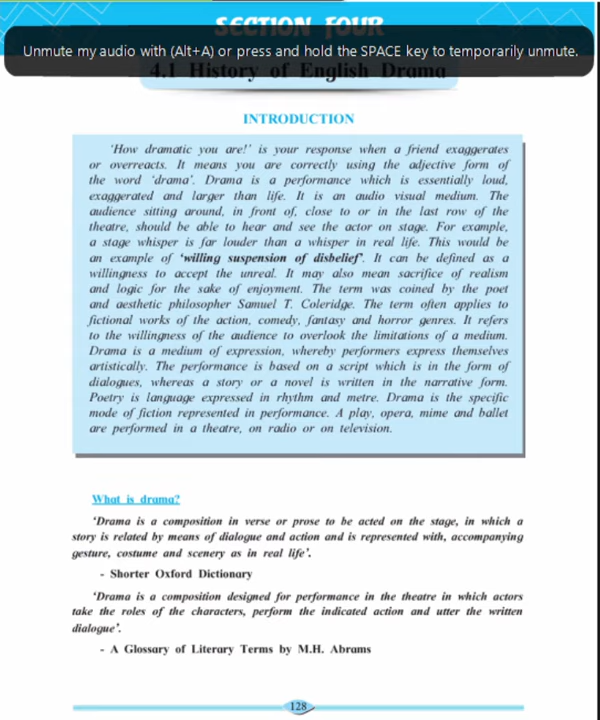 SECTION FOUR
Unmute my audio with (Alt+A) or press and hold the SPACE key to temporarily unmute.
4.1 History of English Drama
INTRODUCTION
'How dramatic you are!' is your response when a friend exaggerates
or overreacts. It means you are correctly using the adjective form of
the word 'drama'. Drama is a performance which is essentially loud,
exaggerated and larger than life. It is an audio visual medium. The
audience sitting around, in front of, close to or in the last row of the
theatre, should be able to hear and see the actor on stage. For example,
a stage whisper is far louder than a whisper in real life. This would be
an example of 'willing suspension of disbelief'. It can be defined as a
willingness to accept the unreal. It may also mean sacrifice of realism
and logic for the sake of enjoyment. The term was coined by the poet
and aesthetic philosopher Samuel T. Coleridge. The term often applies to
fictional works of the action, comedy, fantasy and horror genres. It refers
to the willingness of the audience to overlook the limitations of a medium.
Drama is a medium of expression, whereby performers express themselves
artistically. The performance is based on a script which is in the form of
dialogues, whereas a story or a novel is written in the narrative form.
Poetry is language expressed in rhythm and metre. Drama is the specific
mode of fiction represented in performance. A play, opera, mime and ballet
are performed in a theatre, on radio or on television.
What is drama?
'Drama is a composition in verse or prose to be acted on the stage, in which a
story is related by means of dialogue and action and is represented with, accompanying
gesture, costume and scenery as in real life'.
- Shorter Oxford Dictionary
'Drama is a composition designed for performance in the theatre in which actors
take the roles of the characters, perform the indicated action and utter the written
dialogue'.
- A Glossary of Literary Terms by M.H. Abrams
128